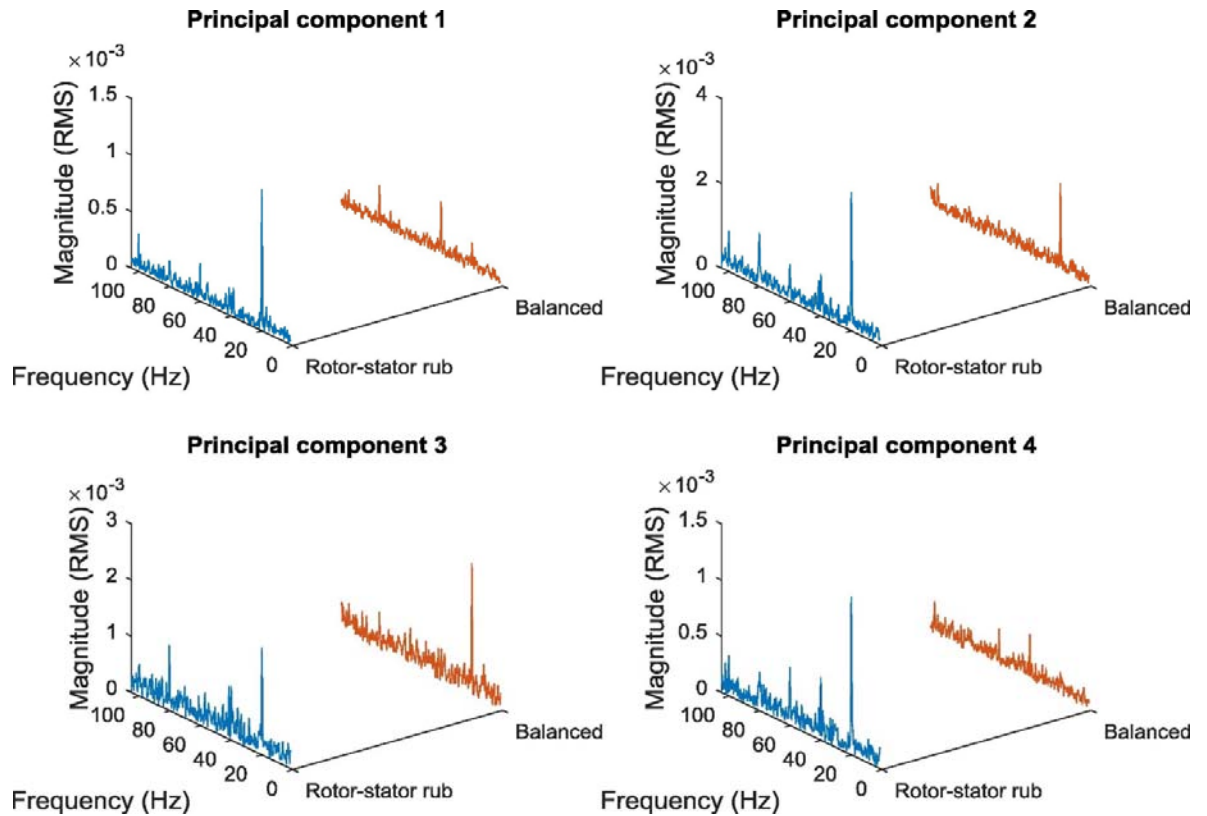 Principal component 1
×10-3
Magnitude (RMS)
1.5
1
0.5
0
100
80
60
40
20
0
Frequency (Hz)
Rotor-stator rub
Balanced
Principal component 2
×10-3
Magnitude (RMS)
4
2
0
100
80
60
40
20
0
Frequency (Hz)
Rotor-stator rub
Balanced
Principal component 3
×10-3
Magnitude (RMS)
3
2
1
0
100
80
60
40
20
0
Frequency (Hz)
Rotor-stator rub
Balanced
Principal component 4
×10-3
Magnitude (RMS)
1.5
1
0.5
0
100
80
60
40
20
0
Frequency (Hz)
Rotor-stator rub
Balanced